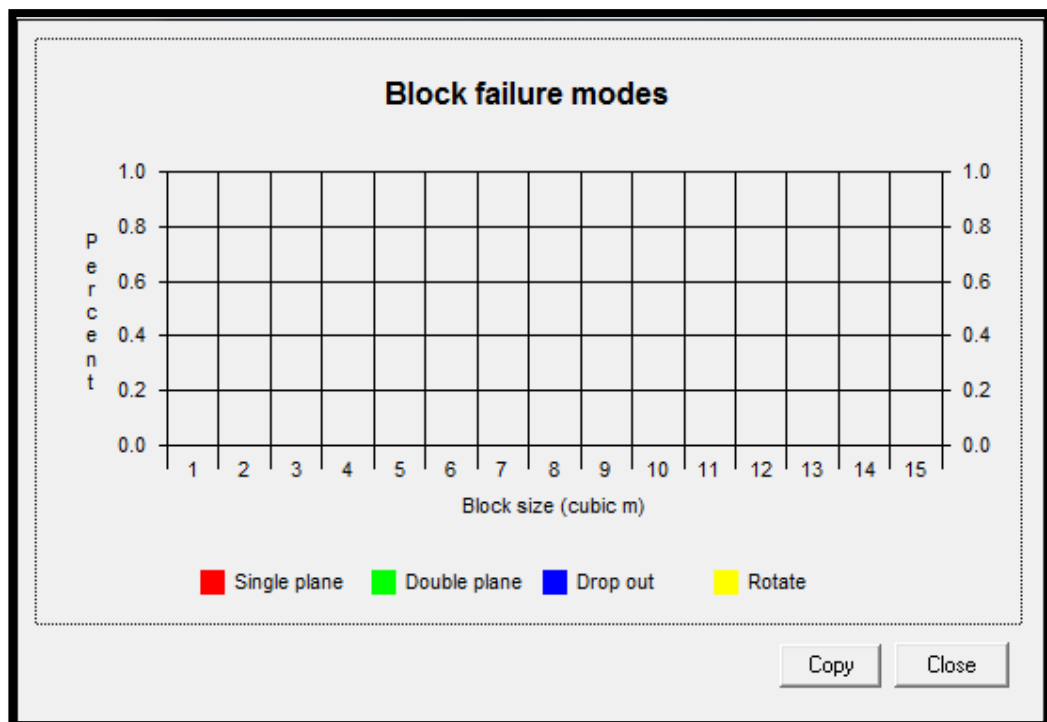 Block failure modes
1.0 1.0
0.8 0.8
Percent
0.6 0.6
0.4 0.4
0.2 0.2
0.0 0.0
1 2 3 4 5 6 7 8 9 10 11 12 13 14 15
Block size (cubic m)
Single plane Double plane Drop out Rotate
Copy Close